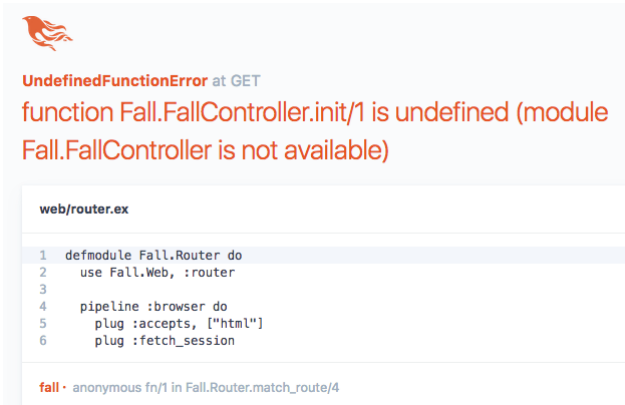 UndefinedFunctionError at GET
function Fall.FallController.init/1 is undefined (module
Fall.FallController is not available)
web/router.ex
1 defmodule Fall.Router do
2   use Fall.Web, :router
3
4   pipeline :browser do
5     plug :accepts, ["html"]
6     plug :fetch_session
fall · anonymous fn/1 in Fall.Router.match_route/4